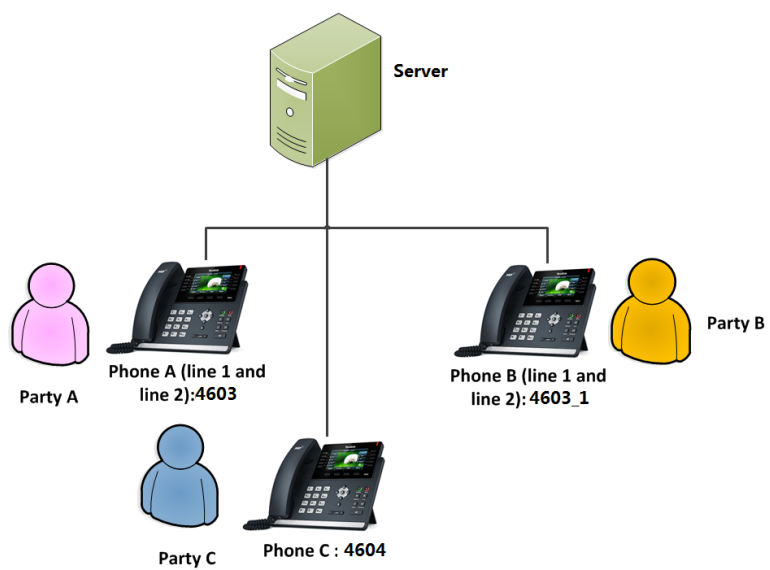 Server
Party A
Phone A (line 1 and
line 2):4603
Phone B (line 1 and
line 2): 4603_1
Party B
Party C
Phone C : 4604